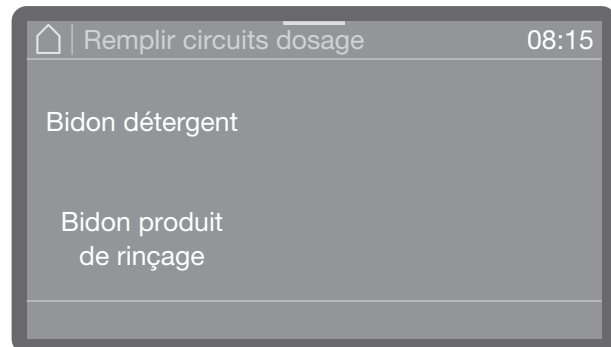 Remplir circuits dosage 08:15
Bidon détergent
Bidon produit
de rinçage